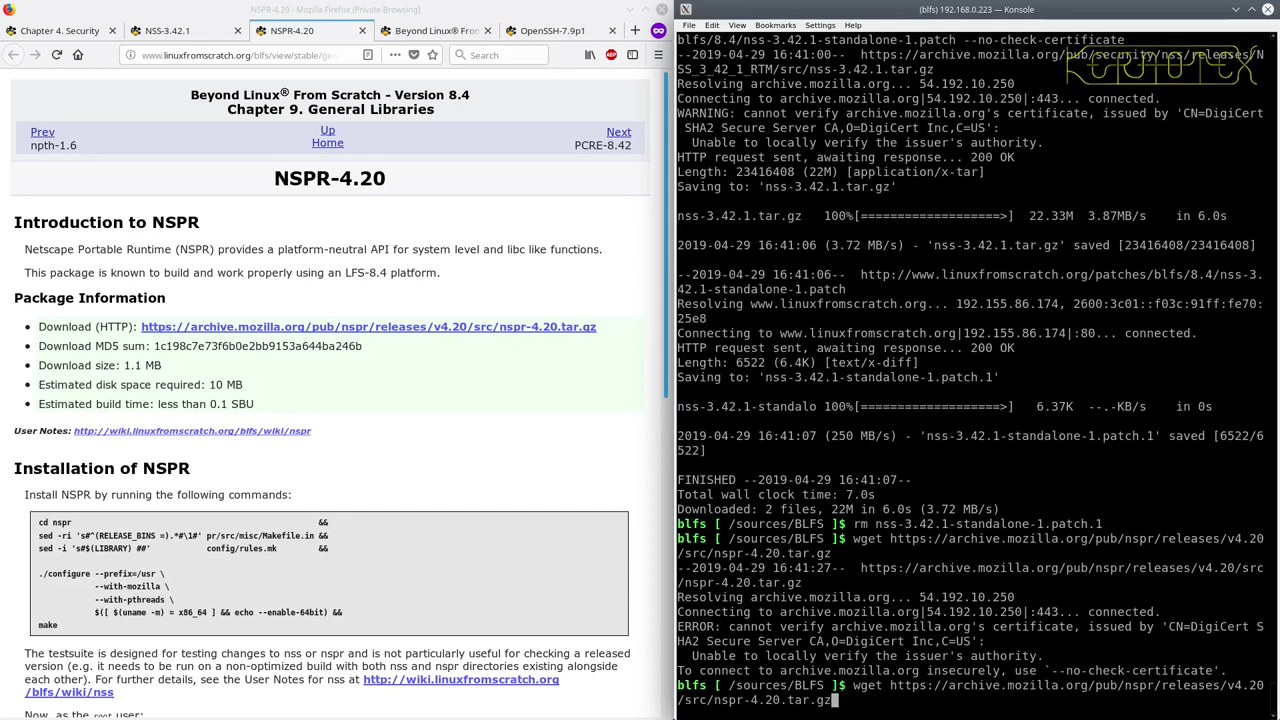 NSPR-4.20 - Mozilla Firefox (Private Browsing)
Chapter 4. Security
NSS-3.42.1
NSPR-4.20
Beyond Linux® From
OpenSSH-7.9p1
www.linuxfromscratch.org/blfs/view/stable/ge
Search
Beyond Linux® From Scratch - Version 8.4
Chapter 9. General Libraries
Prev
Up
Next
npth-1.6
Home
PCRE-8.42
NSPR-4.20
Introduction to NSPR
Netscape Portable Runtime (NSPR) provides a platform-neutral API for system level and libc like functions.
This package is known to build and work properly using an LFS-8.4 platform.
Package Information
Download (HTTP): https://archive.mozilla.org/pub/nspr/releases/v4.20/src/nspr-4.20.tar.gz
Download MD5 sum: 1c198c7e73f6b0e2bb9153a644ba246b
Download size: 1.1 MB
Estimated disk space required: 10 MB
Estimated build time: less than 0.1 SBU
User Notes: http://wiki.linuxfromscratch.org/blfs/wiki/nspr
Installation of NSPR
Install NSPR by running the following commands:
cd nspr &&
sed -ri 's#^(RELEASE_BINS =).*#\1#' pr/src/misc/Makefile.in &&
sed -i 's#$(LIBRARY) ##' config/rules.mk &&
./configure --prefix=/usr \
--with-mozilla \
--with-pthreads \
$([ $(uname -m) = x86_64 ] && echo --enable-64bit) &&
make
The testsuite is designed for testing changes to nss or nspr and is not particularly useful for checking a released
version (e.g. it needs to be run on a non-optimized build with both nss and nspr directories existing alongside
each other). For further details, see the User Notes for nss at http://wiki.linuxfromscratch.org
/blfs/wiki/nss
Now, as the root user:
(blfs) 192.168.0.223 — Konsole
File Edit View Bookmarks Settings Help
blfs/8.4/nss-3.42.1-standalone-1.patch --no-check-certificate
--2019-04-29 16:41:00-- https://archive.mozilla.org/pub/security/nss/releases/N
SS_3_42_1_RTM/src/nss-3.42.1.tar.gz
Resolving archive.mozilla.org... 54.192.10.250
Connecting to archive.mozilla.org|54.192.10.250|:443... connected.
WARNING: cannot verify archive.mozilla.org's certificate, issued by 'CN=DigiCert
SHA2 Secure Server CA,O=DigiCert Inc,C=US':
Unable to locally verify the issuer's authority.
HTTP request sent, awaiting response... 200 OK
Length: 23416408 (22M) [application/x-tar]
Saving to: 'nss-3.42.1.tar.gz'
nss-3.42.1.tar.gz 100%[===================>] 22.33M 3.87MB/s in 6.0s
2019-04-29 16:41:06 (3.72 MB/s) - 'nss-3.42.1.tar.gz' saved [23416408/23416408]
--2019-04-29 16:41:06-- http://www.linuxfromscratch.org/patches/blfs/8.4/nss-3.
42.1-standalone-1.patch
Resolving www.linuxfromscratch.org... 192.155.86.174, 2600:3c01::f03c:91ff:fe70:
25e8
Connecting to www.linuxfromscratch.org|192.155.86.174|:80... connected.
HTTP request sent, awaiting response... 200 OK
Length: 6522 (6.4K) [text/x-diff]
Saving to: 'nss-3.42.1-standalone-1.patch.1'
nss-3.42.1-standalo 100%[===================>] 6.37K --.-KB/s in 0s
2019-04-29 16:41:07 (250 MB/s) - 'nss-3.42.1-standalone-1.patch.1' saved [6522/6
522]
FINISHED --2019-04-29 16:41:07--
Total wall clock time: 7.0s
Downloaded: 2 files, 22M in 6.0s (3.72 MB/s)
blfs [ /sources/BLFS ]$ rm nss-3.42.1-standalone-1.patch.1
blfs [ /sources/BLFS ]$ wget https://archive.mozilla.org/pub/nspr/releases/v4.20
/src/nspr-4.20.tar.gz
--2019-04-29 16:41:27-- https://archive.mozilla.org/pub/nspr/releases/v4.20/src
/nspr-4.20.tar.gz
Resolving archive.mozilla.org... 54.192.10.250
Connecting to archive.mozilla.org|54.192.10.250|:443... connected.
ERROR: cannot verify archive.mozilla.org's certificate, issued by 'CN=DigiCert S
HA2 Secure Server CA,O=DigiCert Inc,C=US':
Unable to locally verify the issuer's authority.
To connect to archive.mozilla.org insecurely, use `--no-check-certificate'.
blfs [ /sources/BLFS ]$ wget https://archive.mozilla.org/pub/nspr/releases/v4.20
/src/nspr-4.20.tar.gz